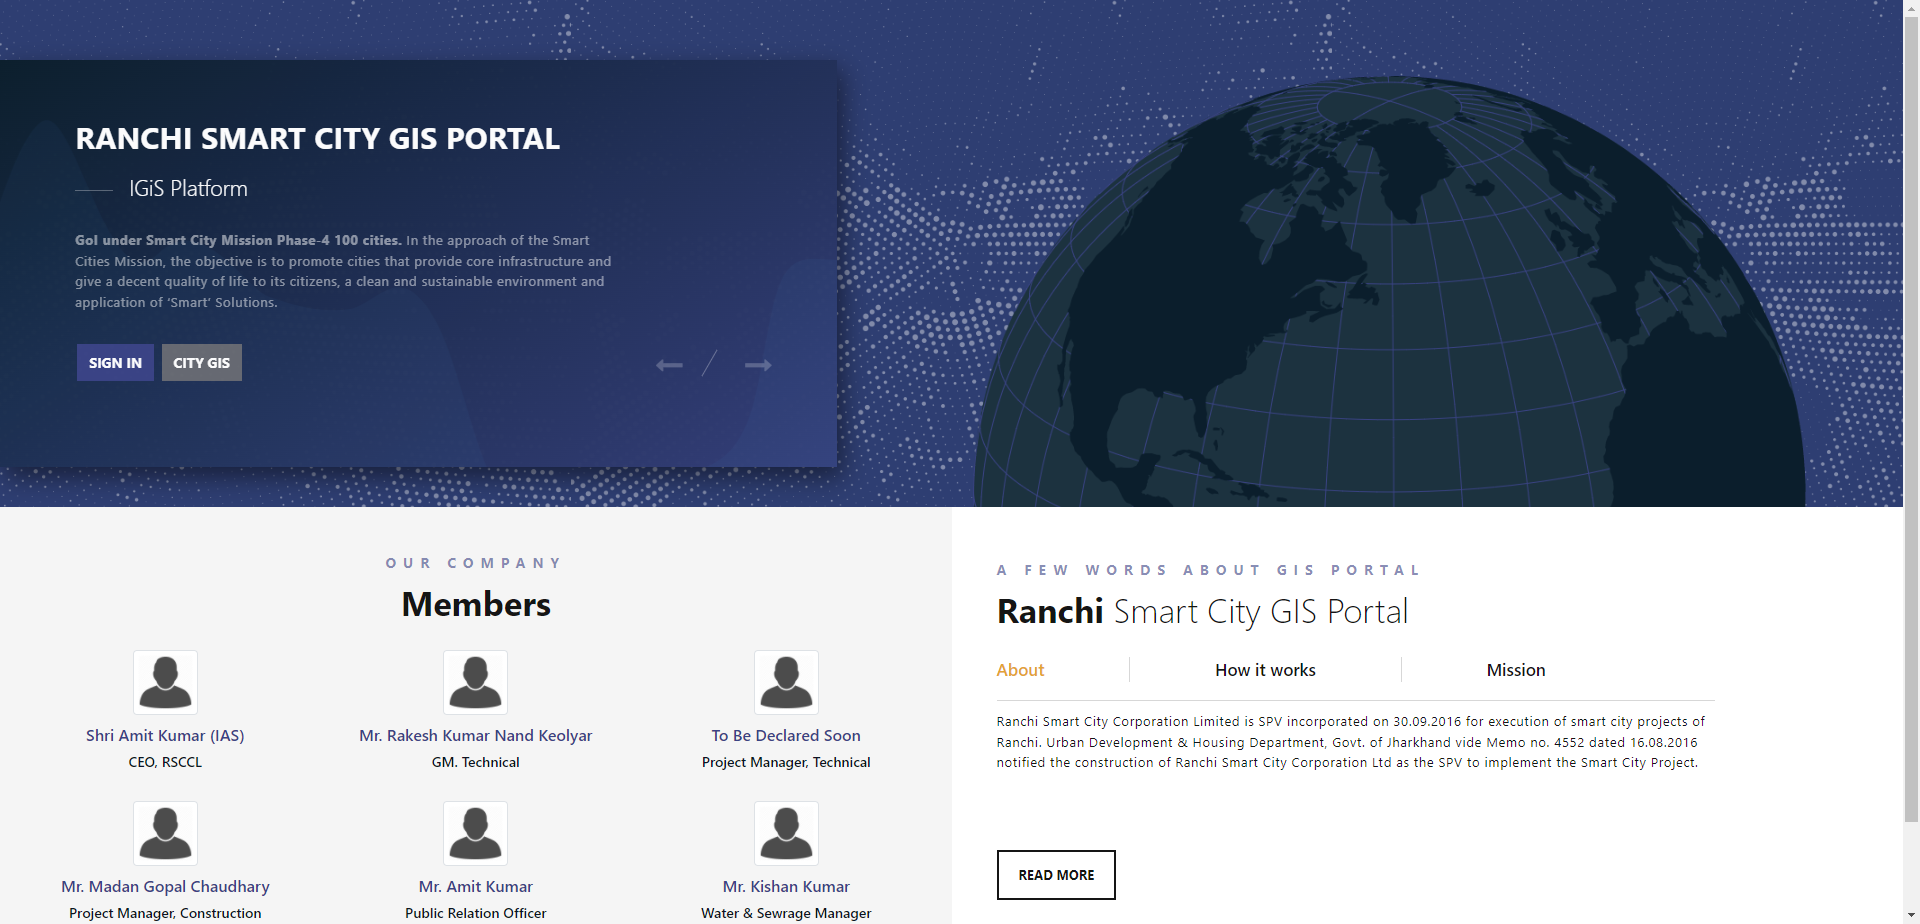 RANCHI SMART CITY GIS PORTAL
IGiS Platform
GoI under Smart City Mission Phase-4 100 cities. In the approach of the Smart
Cities Mission, the objective is to promote cities that provide core infrastructure and
give a decent quality of life to its citizens, a clean and sustainable environment and
application of ‘Smart’ Solutions.
SIGN IN
CITY GIS
OUR COMPANY
Members
Shri Amit Kumar (IAS)
CEO, RSCCL
Mr. Rakesh Kumar Nand Keolyar
GM. Technical
To Be Declared Soon
Project Manager, Technical
Mr. Madan Gopal Chaudhary
Project Manager, Construction
Mr. Amit Kumar
Public Relation Officer
Mr. Kishan Kumar
Water & Sewrage Manager
A FEW WORDS ABOUT GIS PORTAL
Ranchi Smart City GIS Portal
About
How it works
Mission
Ranchi Smart City Corporation Limited is SPV incorporated on 30.09.2016 for execution of smart city projects of
Ranchi. Urban Development & Housing Department, Govt. of Jharkhand vide Memo no. 4552 dated 16.08.2016
notified the construction of Ranchi Smart City Corporation Ltd as the SPV to implement the Smart City Project.
READ MORE